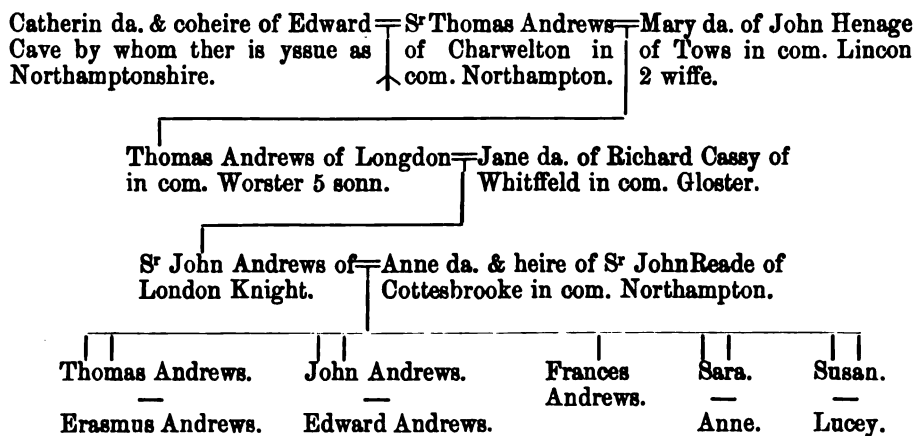 Catherin da. & coheire of Edward
Cave by whom ther is yssue as
Northamptonshire.
Sr Thomas Andrews
of Charwelton in
com. Northampton.
Mary da. of John Henage
of Tows in com. Lincon
2 wiffe.
Thomas Andrews of Longdon
in com. Worster 5 sonn.
Jane da. of Richard Cassy of
Whitffeld in com. Gloster.
Sr John Andrews of
London Knight.
Anne da. & heire of Sr John Reade of
Cottesbrooke in com. Northampton.
Thomas Andrews.
Erasmus Andrews.
John Andrews.
Edward Andrews.
Frances
Andrews.
Sara.
Anne.
Susan.
Lucey.